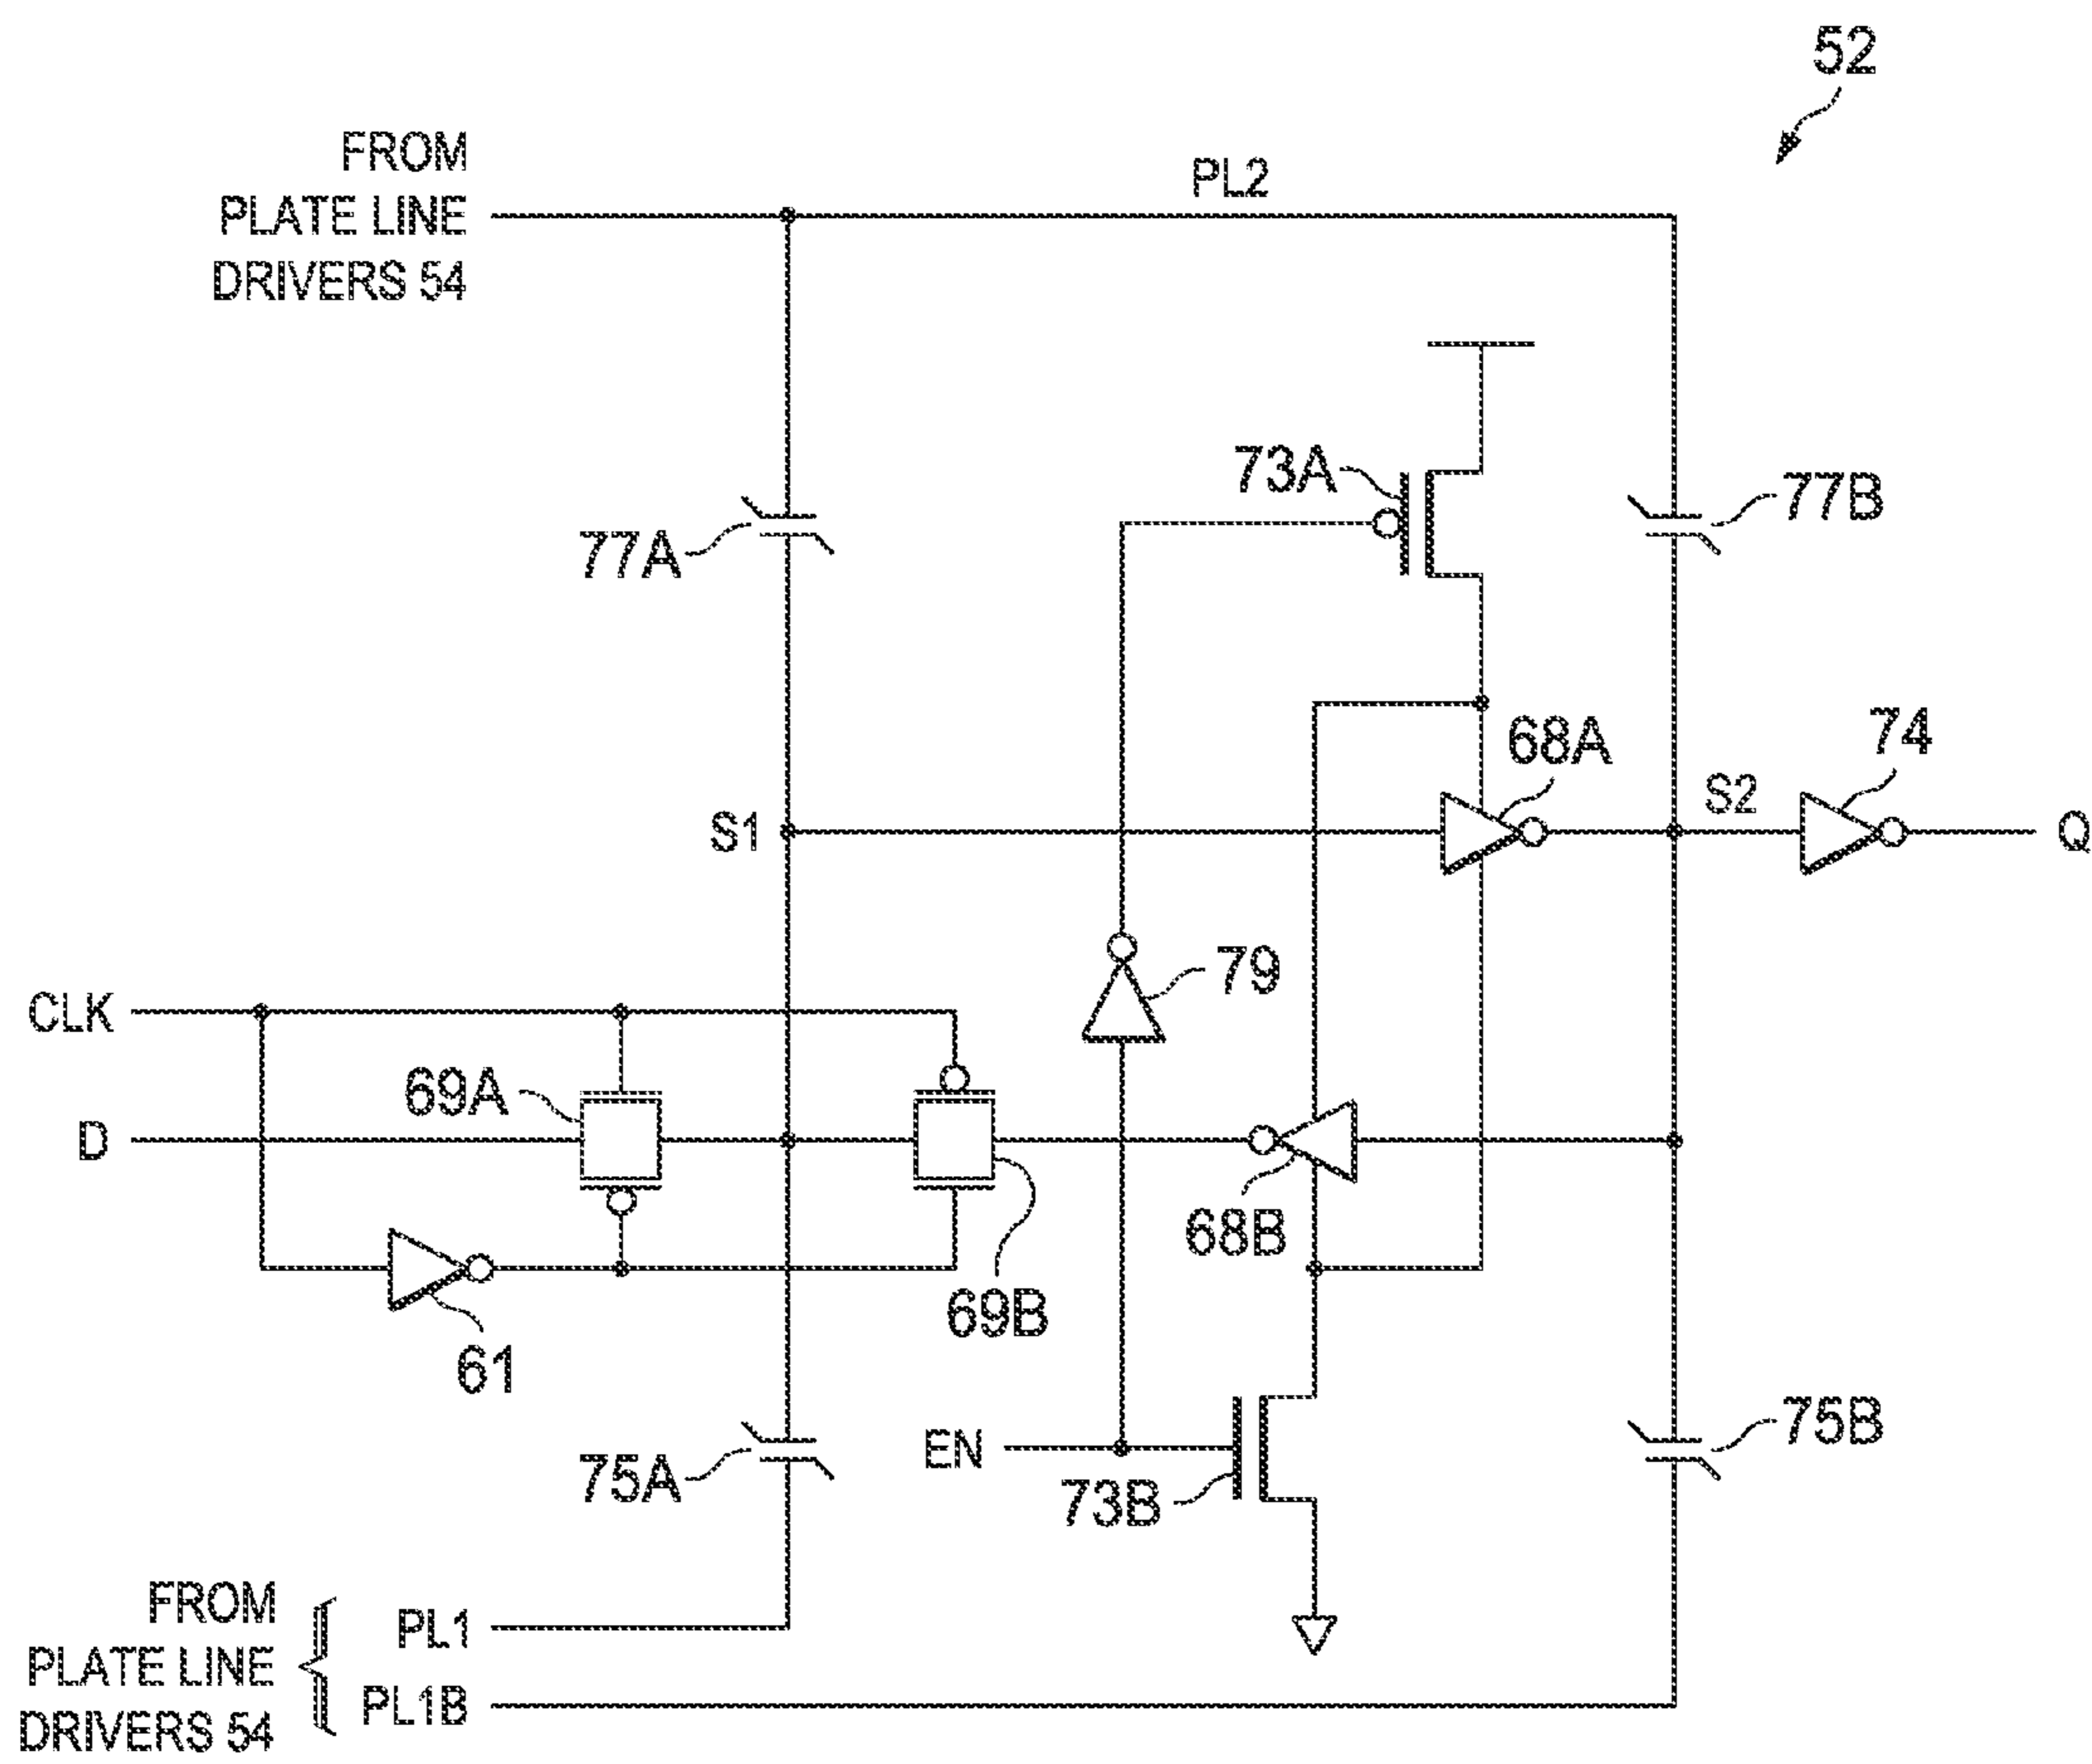 52
FROM
PLATE LINE
DRIVERS 54
PL2
73A
77B
77A
68A
74
S1
S2
Q
79
CLK
69A
D
68B
69B
61
75B
EN
75A
73B
FROM
PLATE LINE
DRIVERS 54
PL1
PL1B